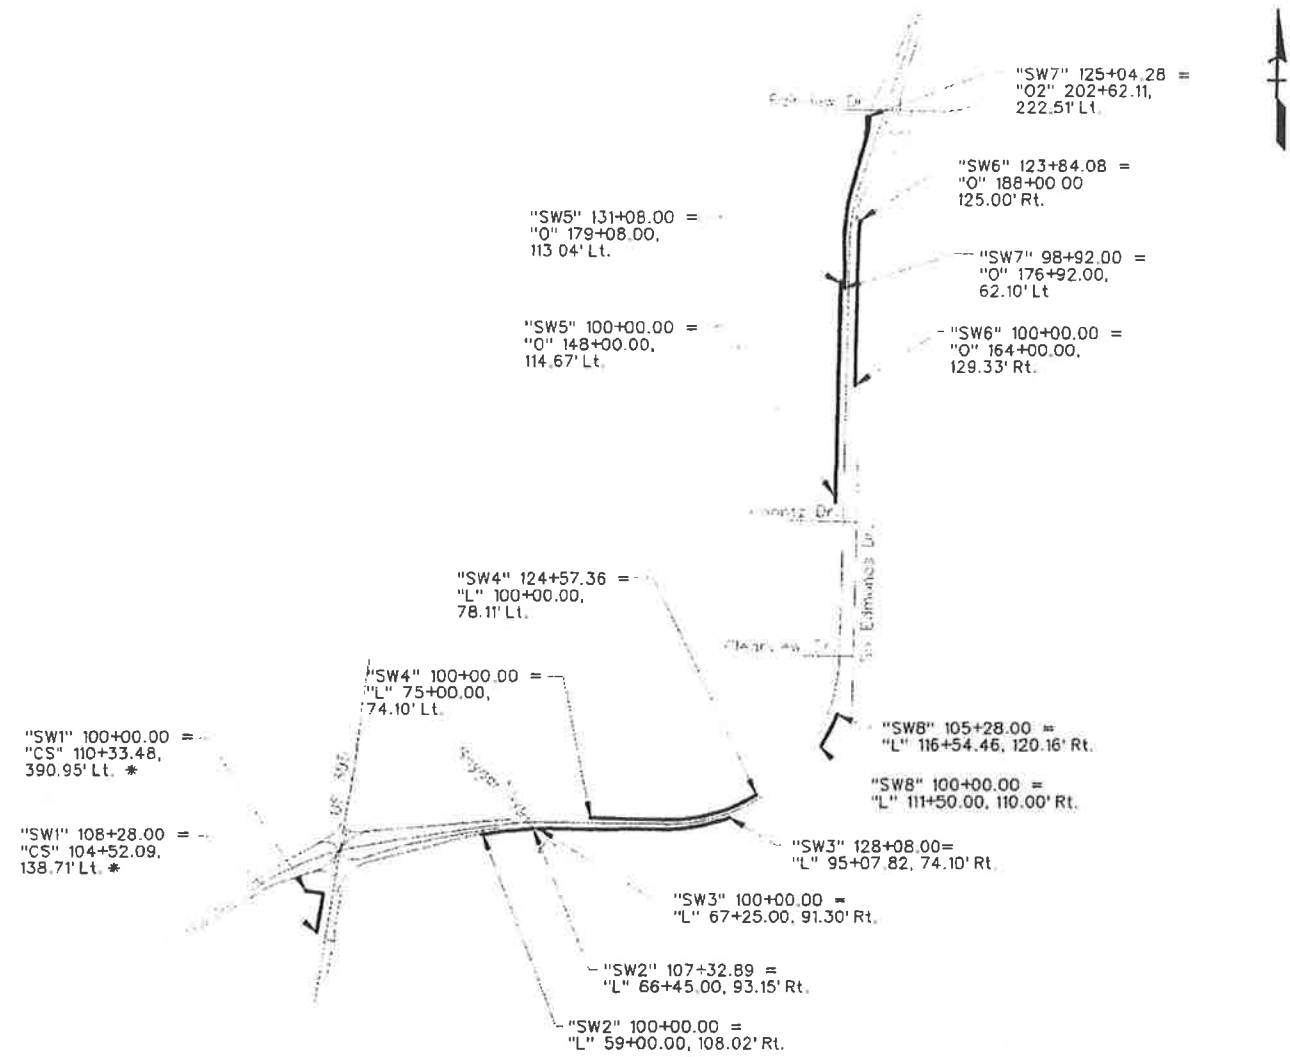 "SW7" 125+04.28 =
"O2" 202+62.11,
222.51' Lt.
Dr.
"SW6" 123+84.08 =
"O" 188+00 00
125.00' Rt.
"SW5" 131+08.00 =
"O" 179+08.00,
113 04' Lt.
"SW7" 98+92.00 =
"O" 176+92.00,
62.10' Lt
"SW5" 100+00.00 =
"O" 148+00.00,
114.67' Lt.
"SW6" 100+00.00 =
"O" 164+00.00,
129.33' Rt.
Dr.
Edmonds Dr.
"SW4" 124+57.36 =
"L" 100+00.00,
78.11' Lt.
Clearview
"SW4" 100+00.00 =
"L" 75+00.00,
74.10' Lt.
"SW1" 100+00.00 =
"CS" 110+33.48,
390.95' Lt. *
US 395
"SW8" 105+28.00 =
"L" 116+54.46, 120.16' Rt.
"SW8" 100+00.00 =
"L" 111+50.00, 110.00' Rt.
"SW1" 108+28.00 =
"CS" 104+52.09,
138.71' Lt. *
"SW3" 128+08.00=
"L" 95+07.82, 74.10' Rt.
"SW3" 100+00.00 =
"L" 67+25.00, 91.30' Rt.
"SW2" 107+32.89 =
"L" 66+45.00, 93.15' Rt.
"SW2" 100+00.00 =
"L" 59+00.00, 108.02' Rt.